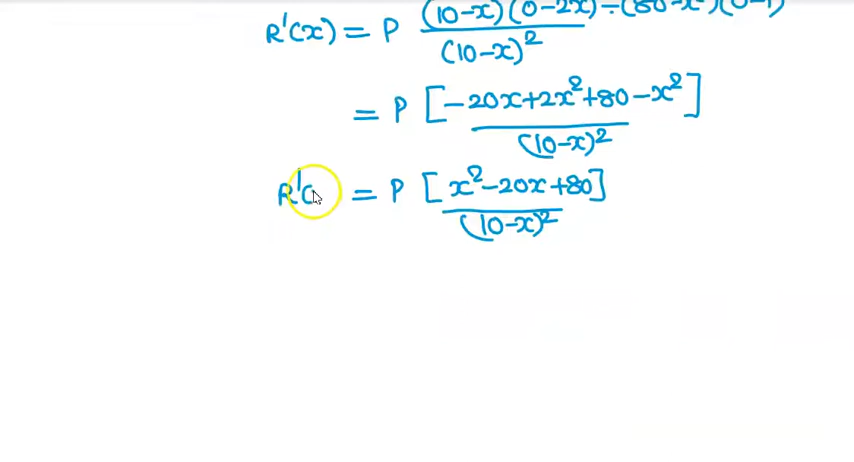 R'(x) = P (10-x)(0-2x) - (80-x²)(0-1) / (10-x)²
= P [-20x+2x²+80-x²] / (10-x)²
R'( = P [x²-20x+80] / (10-x)²